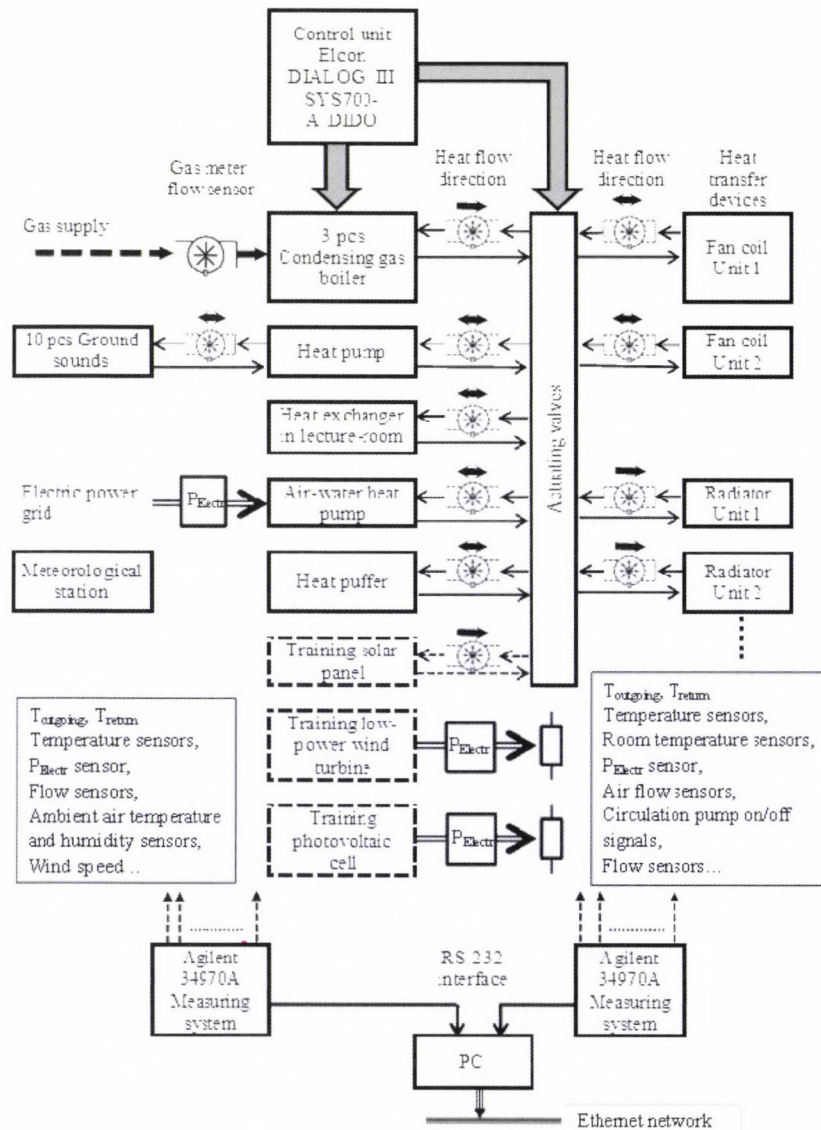 Control unit
Elcon
DIALOG III
SYS700-
A DIDO
Gas meter
flow sensor
Heat flow
direction
Heat flow
direction
Heat
transfer
devices
Gas supply
3 pcs
Condensing gas
boiler
Fan coil
Unit 1
10 pcs Ground
sounds
Heat pump
Fan coil
Unit 2
Heat exchanger
in lecture-room
Actuating valves
Electric power
grid
PElectr
Air-water heat
pump
Radiator
Unit 1
Meteorological
station
Heat puffer
Radiator
Unit 2
Training solar
panel
Toutgoing, Treturn
Temperature sensors,
PElectr sensor,
Flow sensors,
Ambient air temperature
and humidity sensors,
Wind speed ..
Training low-
power wind
turbine
PElectr
Training
photovoltaic
cell
PElectr
Toutgoing, Treturn
Temperature sensors,
Room temperature sensors,
PElectr sensor,
Air flow sensors,
Circulation pump on/off
signals,
Flow sensors...
Agilent
34970A
Measuring
system
RS 232
interface
Agilent
34970A
Measuring
system
PC
Ethernet network